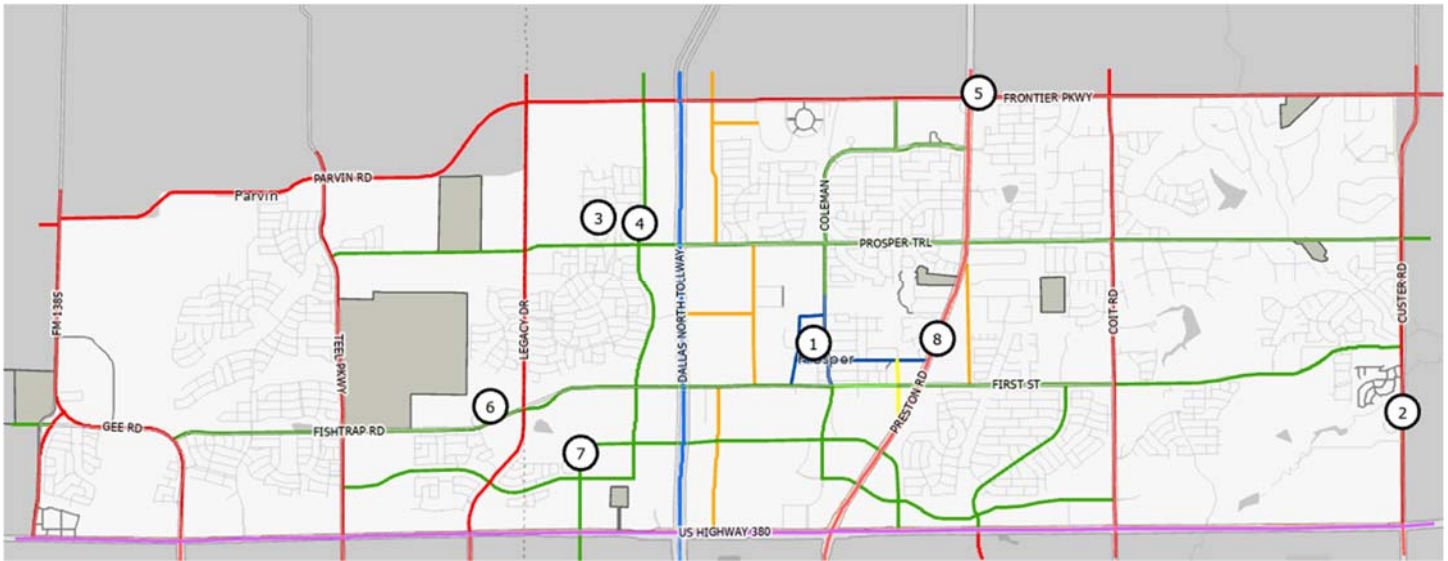 5
FRONTIER PKWY
PARVIN RD
Parvin
COLEMAN
3
4
PROSPER TRL
DALLAS NORTH TOLLWAY
FM 1385
TEEL PKWY
LEGACY DR
COIT RD
CUSTER RD
1
8
Prosper
FIRST ST
PRESTON RD
6
2
GEE RD
FISHTRAP RD
7
US HIGHWAY 380